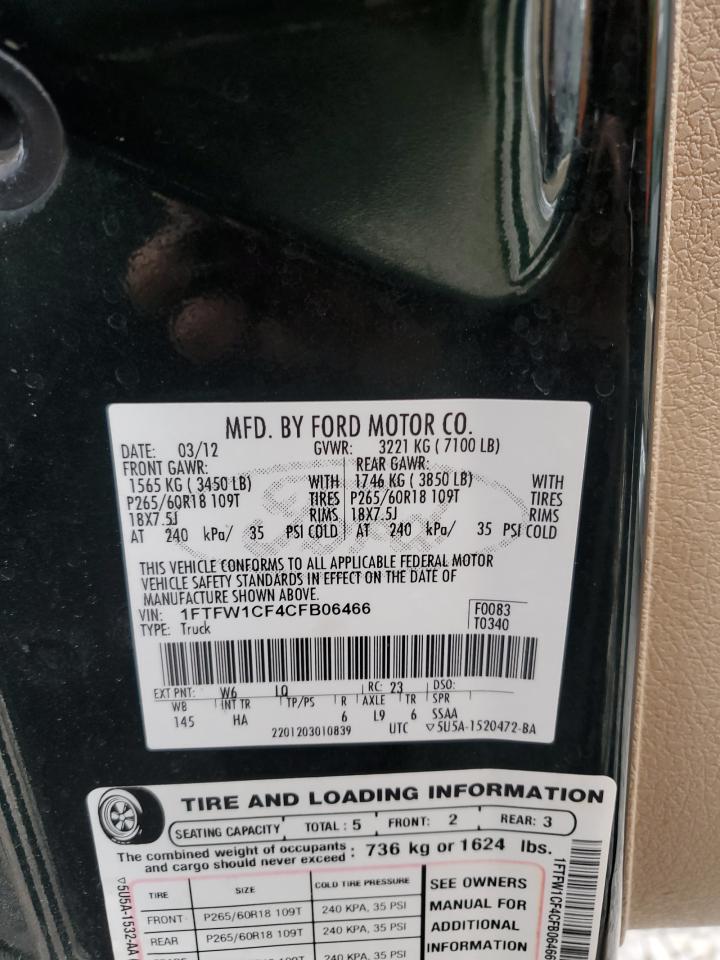 MFD. BY FORD MOTOR CO.
DATE: 03/12 GVWR: 3221 KG ( 7100 LB)
FRONT GAWR: REAR GAWR:
1565 KG ( 3450 LB) WITH 1746 KG ( 3850 LB) WITH
P265/60R18 109T TIRES P265/60R18 109T TIRES
18X7.5J RIMS 18X7.5J RIMS
AT 240 kPa/ 35 PSI COLD AT 240 kPa/ 35 PSI COLD
THIS VEHICLE CONFORMS TO ALL APPLICABLE FEDERAL MOTOR
VEHICLE SAFETY STANDARDS IN EFFECT ON THE DATE OF
MANUFACTURE SHOWN ABOVE.
VIN: 1FTFW1CF4CFB06466 F0083
TYPE: Truck T0340
EXT PNT: W6 LQ RC: 23 DSO:
WB INT TR TP/PS R AXLE TR SPR
145 HA 6 L9 6 SSAA
2201203010839 UTC ▽5U5A-1520472-BA
TIRE AND LOADING INFORMATION
SEATING CAPACITY TOTAL : 5 FRONT: 2 REAR: 3
The combined weight of occupants
and cargo should never exceed : 736 kg or 1624 lbs.
TIRE SIZE COLD TIRE PRESSURE
FRONT P265/60R18 109T 240 KPA, 35 PSI
REAR P265/60R18 109T 240 KPA, 35 PSI
240 KPA, 35 PSI
SEE OWNERS
MANUAL FOR
ADDITIONAL
INFORMATION
▽5U5A-1532-AA
1FTFW1CF4CFB06466